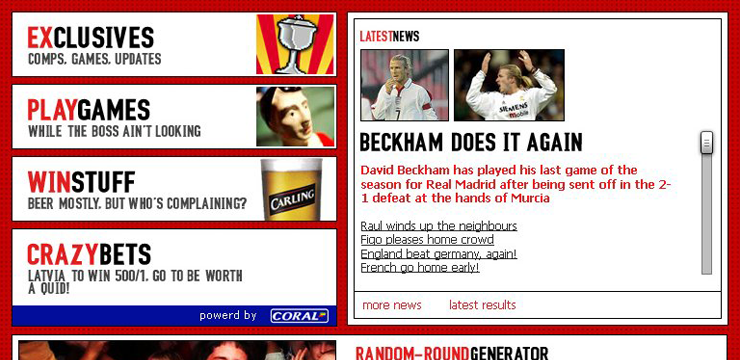 EXCLUSIVES
COMPS, GAMES, UPDATES
PLAYGAMES
WHILE THE BOSS AIN'T LOOKING
WINSTUFF
BEER MOSTLY, BUT WHO'S COMPLAINING?
CARLING
CRAZYBETS
LATVIA TO WIN 500/1, GO TO BE WORTH
A QUID!
powerd by CORAL
LATESTNEWS
SIEMENS
mobile
BECKHAM DOES IT AGAIN
David Beckham has played his last game of the
season for Real Madrid after being sent off in the 2-
1 defeat at the hands of Murcia
Raul winds up the neighbours
Figo pleases home crowd
England beat germany, again!
French go home early!
more news latest results
RANDOM-ROUNDGENERATOR